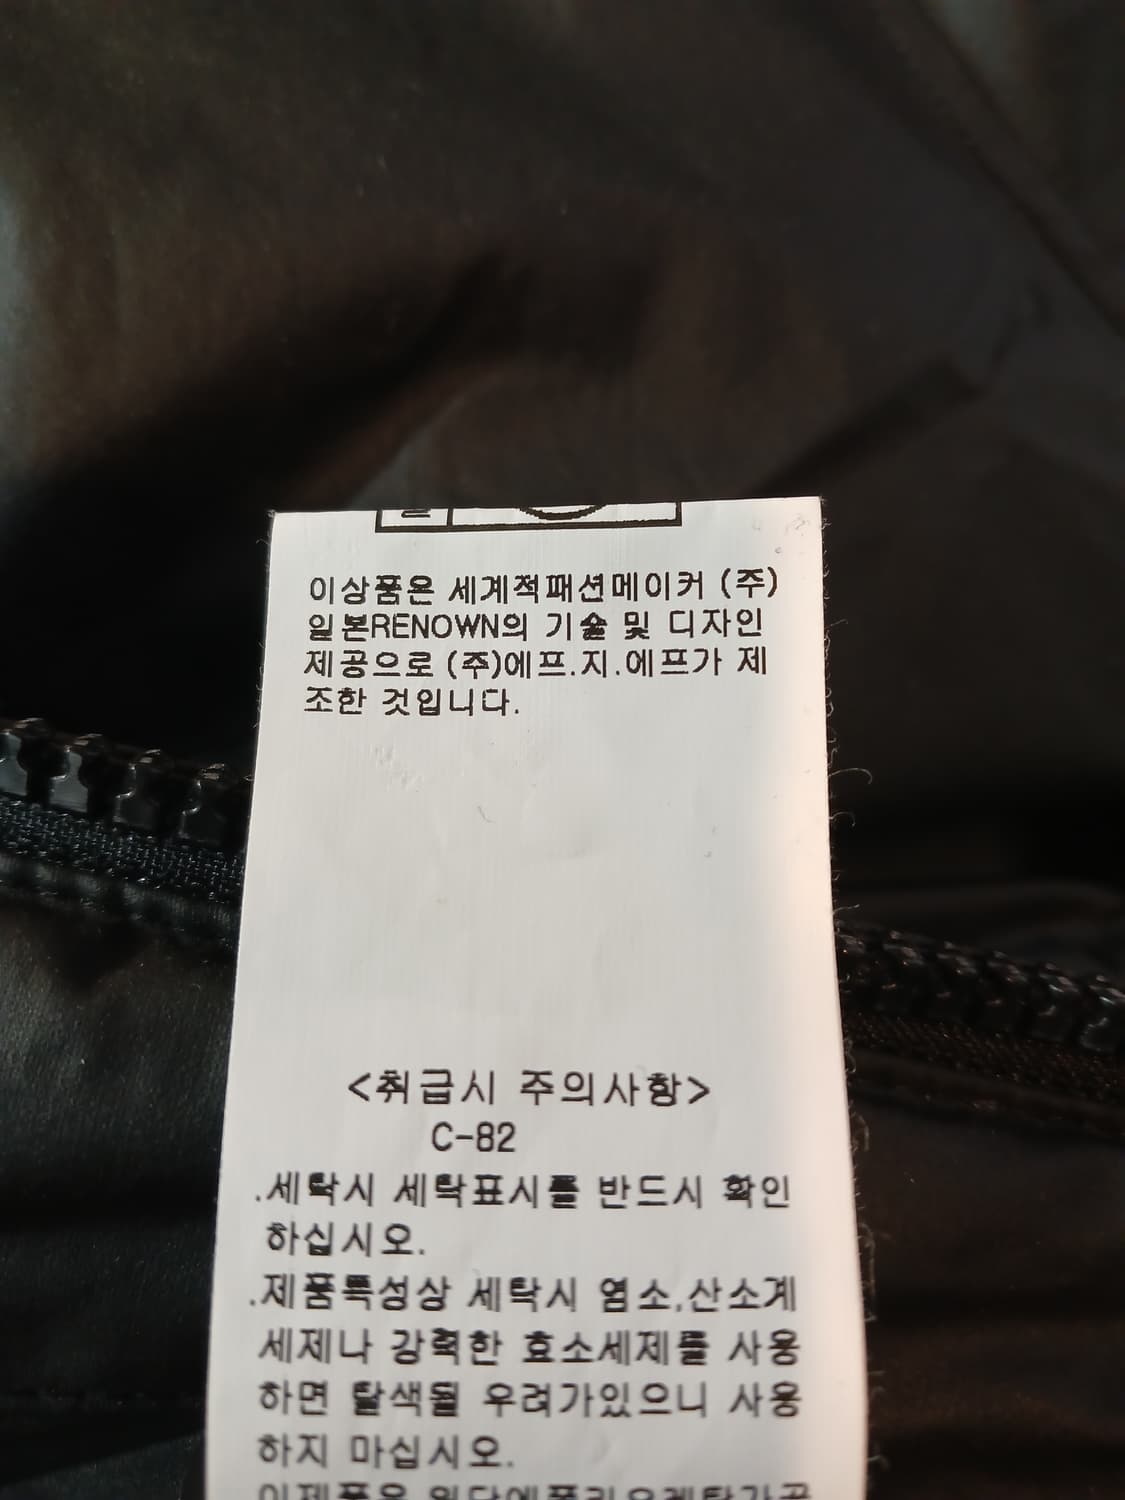 이상품은 세계적패션메이커 (주)
일본RENOWN의 기술 및 디자인
제공으로 (주)에프.지.에프가 제
조한 것입니다.
<취급시 주의사항>
C-82
.세탁시 세탁표시를 반드시 확인
하십시오.
.제품특성상 세탁시 염소,산소계
세제나 강력한 효소세제를 사용
하면 탈색될 우려가있으니 사용
하지 마십시오.